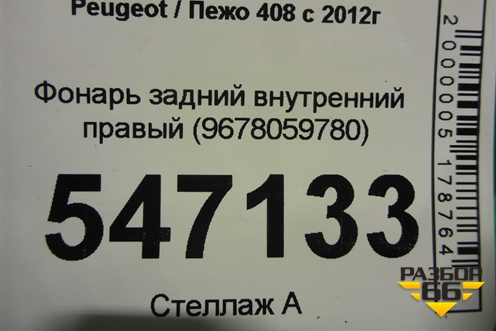 Peugeot / Пежо 408 с 2012г
Фонарь задний внутренний
правый (9678059780)
547133
Стеллаж А
2000005178764
РАЗБОР
66